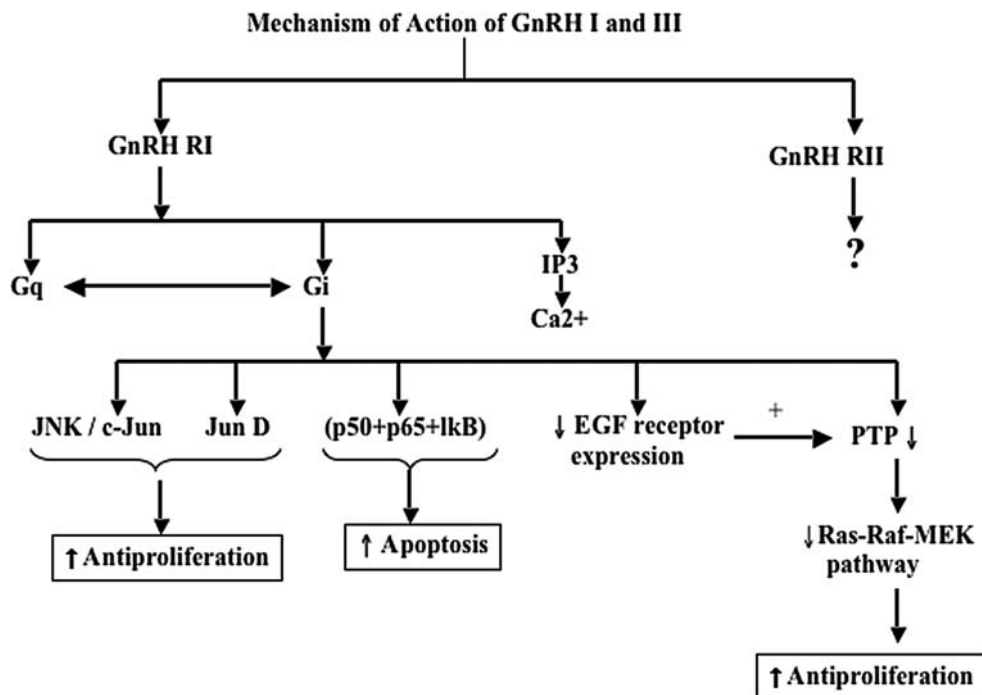 Mechanism of Action of GnRH I and III
GnRH RI
GnRH RII
?
Gq
Gi
IP3
Ca2+
JNK / c-Jun
Jun D
(p50+p65+IkB)
↓ EGF receptor
expression
+
PTP ↓
↑ Antiproliferation
↑ Apoptosis
↓Ras-Raf-MEK
pathway
↑ Antiproliferation